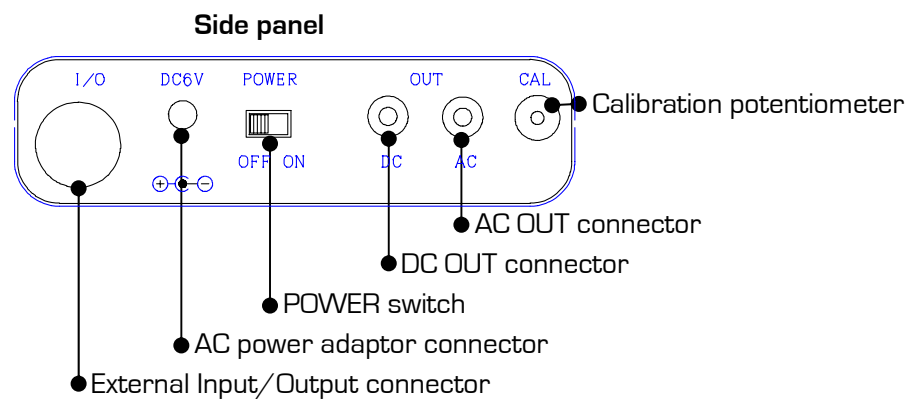 Side panel
I/O DC6V POWER OUT CAL
Calibration potentiometer
OFF ON DC AC
AC OUT connector
DC OUT connector
POWER switch
AC power adaptor connector
External Input/Output connector